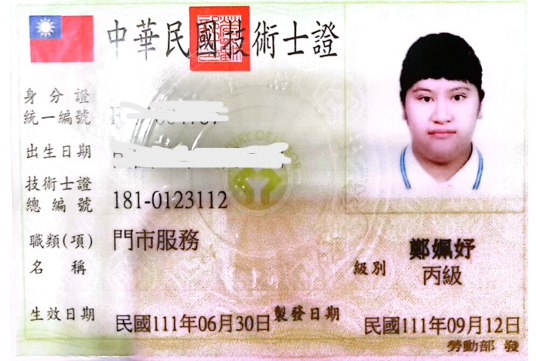 中華民國技術士證
身分證
統一編號
出生日期
技術士證
總編號 181-0123112
職類(項)
名稱 門市服務
鄭姵妤
級別 丙級
生效日期 民國111年06月30日 製發日期 民國111年09月12日
勞動部 發